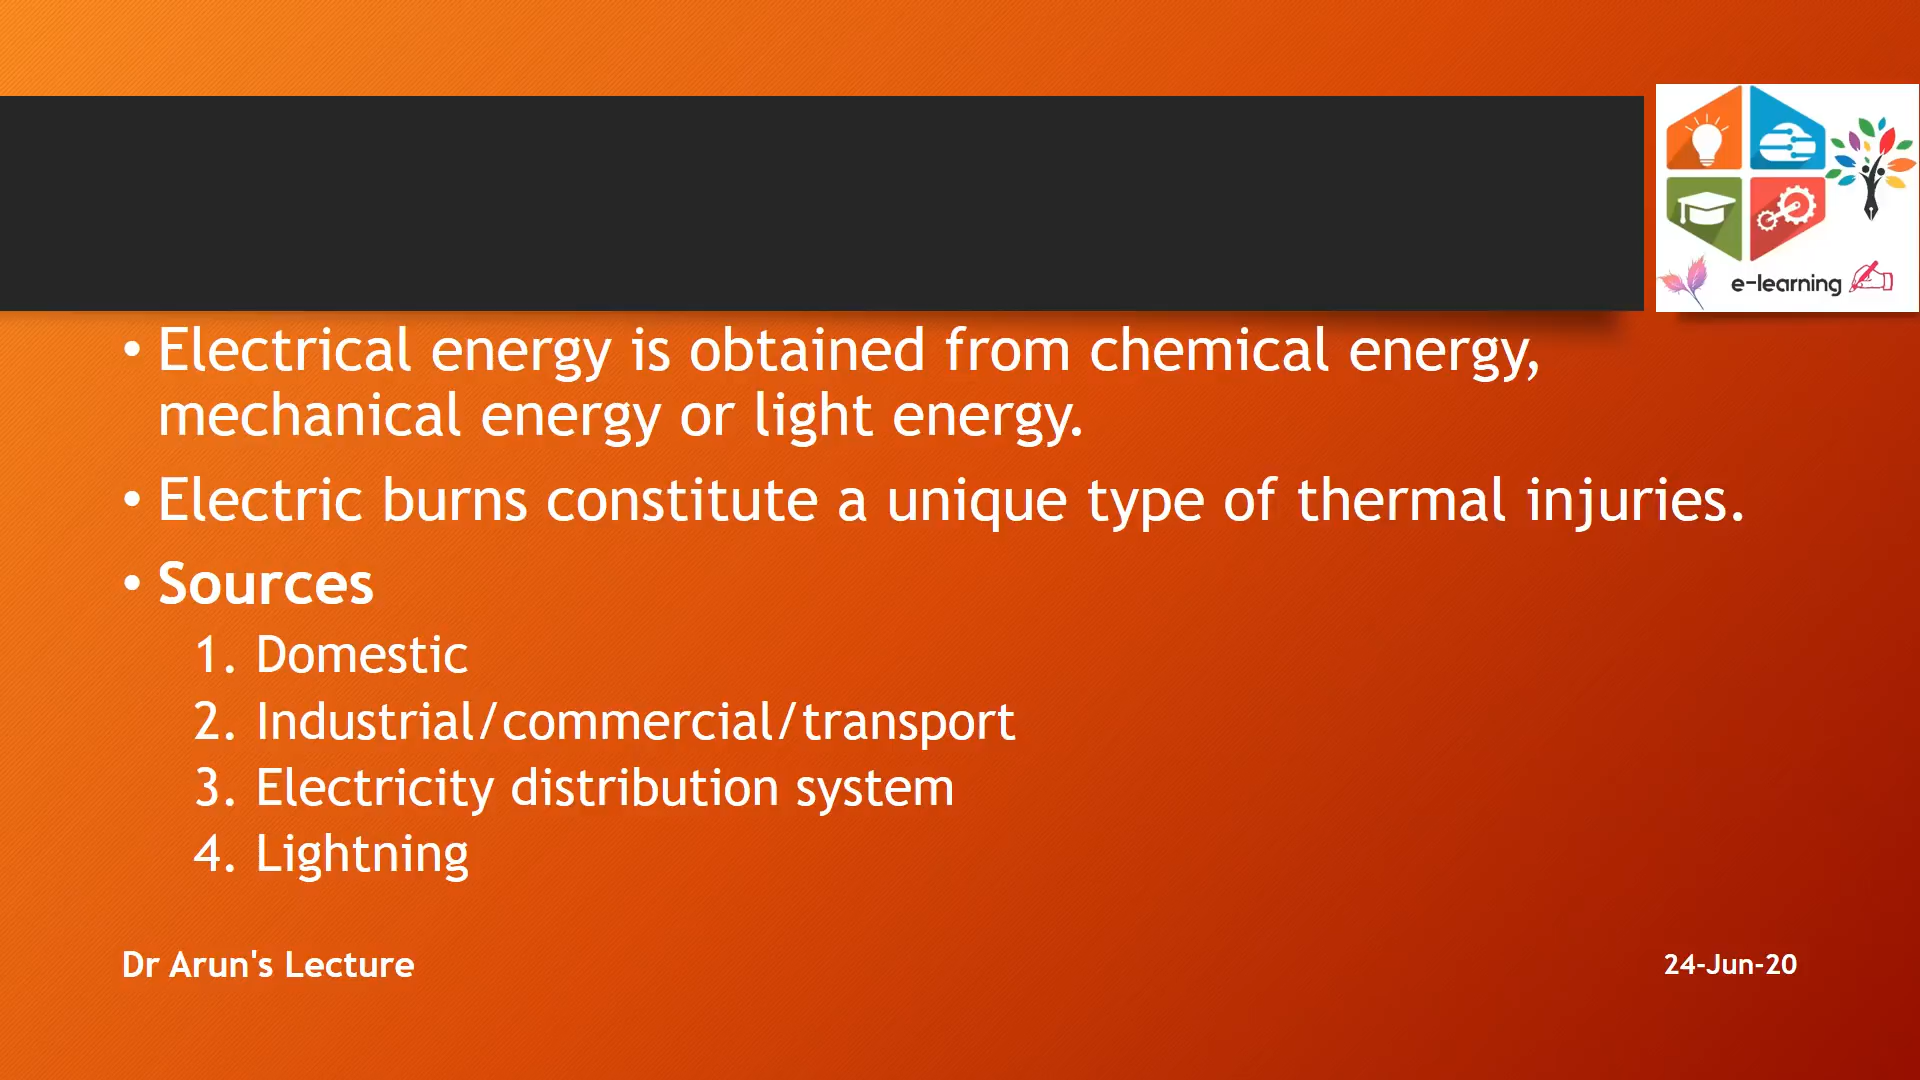 e-learning
• Electrical energy is obtained from chemical energy,
mechanical energy or light energy.
• Electric burns constitute a unique type of thermal injuries.
• Sources
1. Domestic
2. Industrial/commercial/transport
3. Electricity distribution system
4. Lightning
Dr Arun's Lecture
24-Jun-20